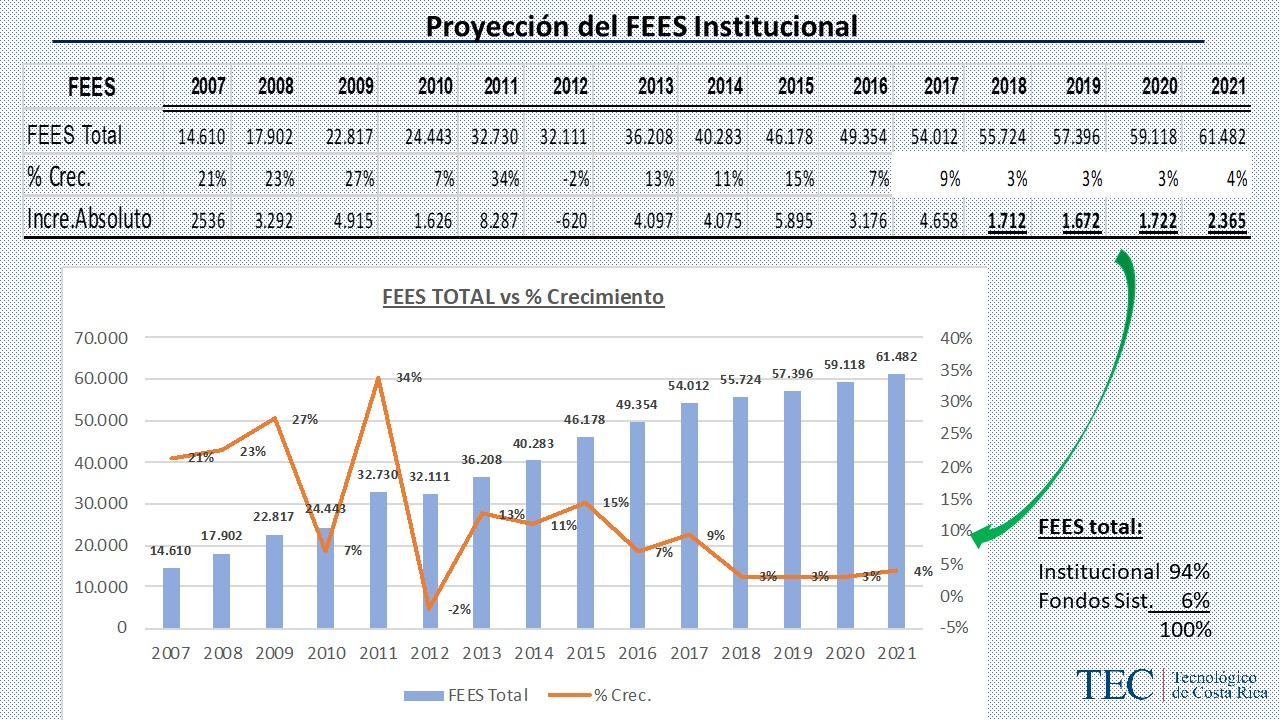 Proyección del FEES Institucional
FEES 2007 2008 2009 2010 2011 2012 2013 2014 2015 2016 2017 2018 2019 2020 2021
FEES Total 14.610 17.902 22.817 24.443 32.730 32.111 36.208 40.283 46.178 49.354 54.012 55.724 57.396 59.118 61.482
% Crec. 21% 23% 27% 7% 34% -2% 13% 11% 15% 7% 9% 3% 3% 3% 4%
Incre.Absoluto 2536 3.292 4.915 1.626 8.287 -620 4.097 4.075 5.895 3.176 4.658 1.712 1.672 1.722 2.365
FEES TOTAL vs % Crecimiento
70.000
60.000
50.000
40.000
30.000
20.000
10.000
0
14.610 17.902 22.817 24.443 32.730 32.111 36.208 40.283 46.178 49.354 54.012 55.724 57.396 59.118 61.482
21% 23% 27% 7% 34% -2% 13% 11% 15% 7% 9% 3% 3% 3% 4%
40%
35%
30%
25%
20%
15%
10%
5%
0%
-5%
2007 2008 2009 2010 2011 2012 2013 2014 2015 2016 2017 2018 2019 2020 2021
FEES Total % Crec.
FEES total:
Institucional 94%
Fondos Sist. 6%
100%
TEC Tecnológico
de Costa Rica